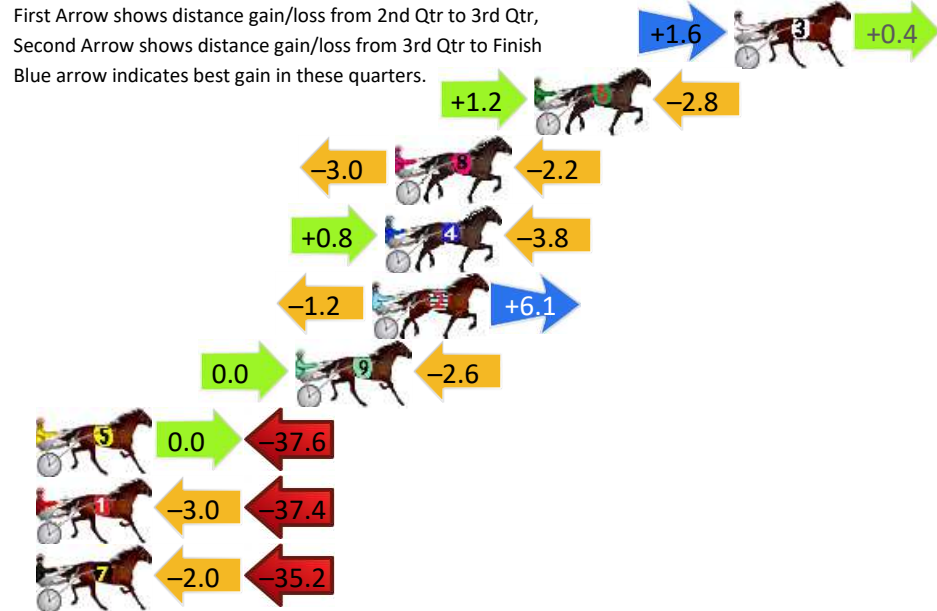 First Arrow shows distance gain/loss from 2nd Qtr to 3rd Qtr,
Second Arrow shows distance gain/loss from 3rd Qtr to Finish
Blue arrow indicates best gain in these quarters.
+1.6 3 +0.4
+1.2 6 –2.8
–3.0 8 –2.2
+0.8 4 –3.8
–1.2 2 +6.1
0.0 9 –2.6
5 0.0 –37.6
1 –3.0 –37.4
7 –2.0 –35.2